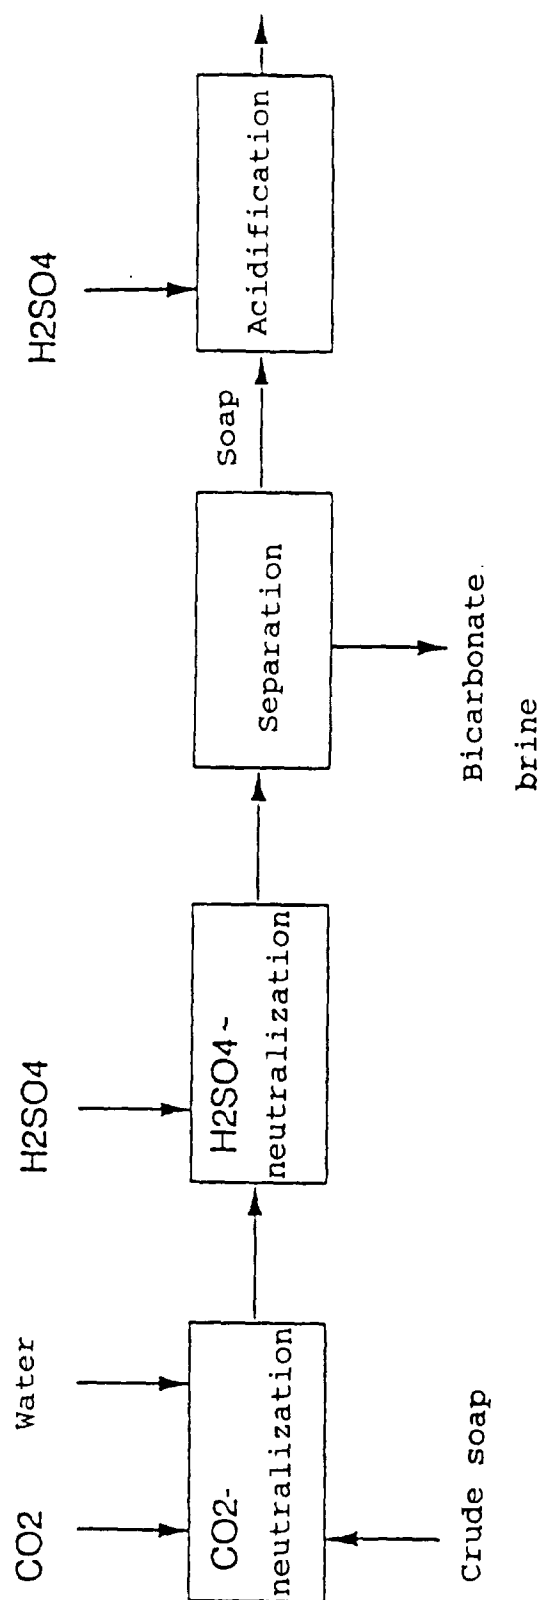 CO2
Water
CO2-
neutralization
Crude soap
H2SO4
H2SO4~
neutralization
Separation
Bicarbonate
brine
Soap
H2SO4
Acidification